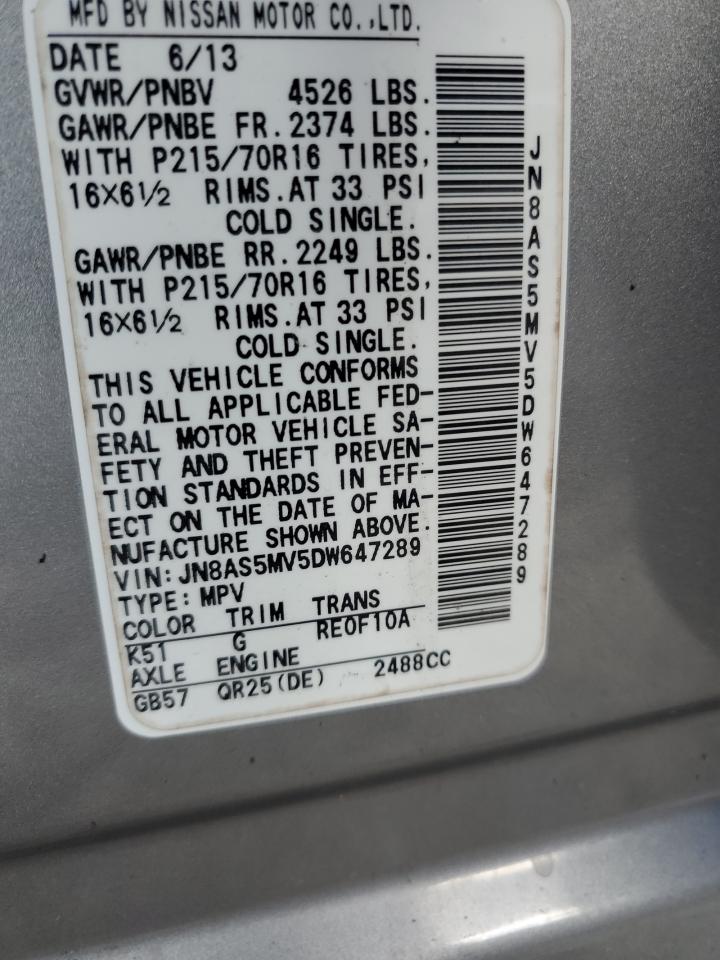 MFD BY NISSAN MOTOR CO.,LTD.
DATE 6/13
GVWR/PNBV 4526 LBS.
GAWR/PNBE FR.2374 LBS.
WITH P215/70R16 TIRES,
16X6½ RIMS.AT 33 PSI
COLD SINGLE.
GAWR/PNBE RR.2249 LBS.
WITH P215/70R16 TIRES,
16X6½ RIMS.AT 33 PSI
COLD SINGLE.
THIS VEHICLE CONFORMS
TO ALL APPLICABLE FED-
ERAL MOTOR VEHICLE SA-
FETY AND THEFT PREVEN-
TION STANDARDS IN EFF-
ECT ON THE DATE OF MA-
NUFACTURE SHOWN ABOVE.
VIN:JN8AS5MV5DW647289
TYPE:MPV
COLOR TRIM TRANS
K51 G RE0F10A
AXLE ENGINE
GB57 QR25(DE) 2488CC
JN8AS5MV5DW647289